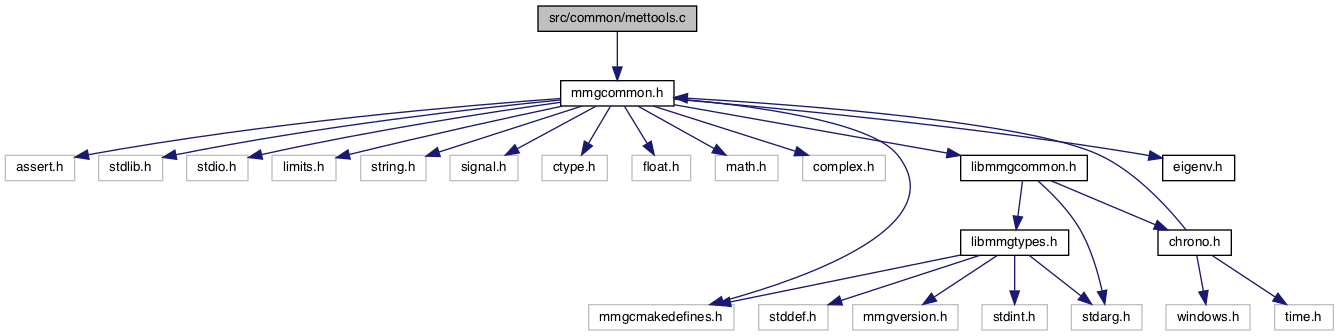 src/common/mettools.c
mmgcommon.h
assert.h
stdlib.h
stdio.h
limits.h
string.h
signal.h
ctype.h
float.h
math.h
complex.h
libmmgcommon.h
eigenv.h
libmmgtypes.h
chrono.h
mmgcmakedefines.h
stddef.h
mmgversion.h
stdint.h
stdarg.h
windows.h
time.h